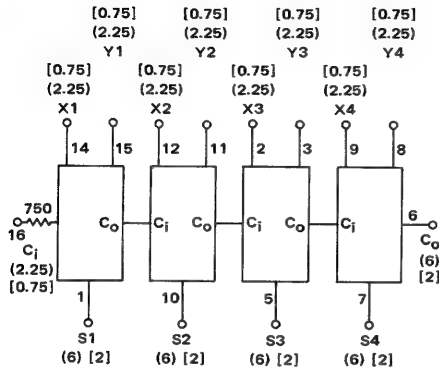 [0.75] [0.75] [0.75] [0.75]
(2.25) (2.25) (2.25) (2.25)
Y1 Y2 Y3 Y4
[0.75] [0.75] [0.75] [0.75]
(2.25) (2.25) (2.25) (2.25)
X1 X2 X3 X4
14 15 12 11 2 3 9 8
750
16
Ci
(2.25)
[0.75]
Co Ci Co Ci Co Ci
6
Co
(6)
[2]
1 10 5 7
S1 S2 S3 S4
(6) [2] (6) [2] (6) [2] (6) [2]